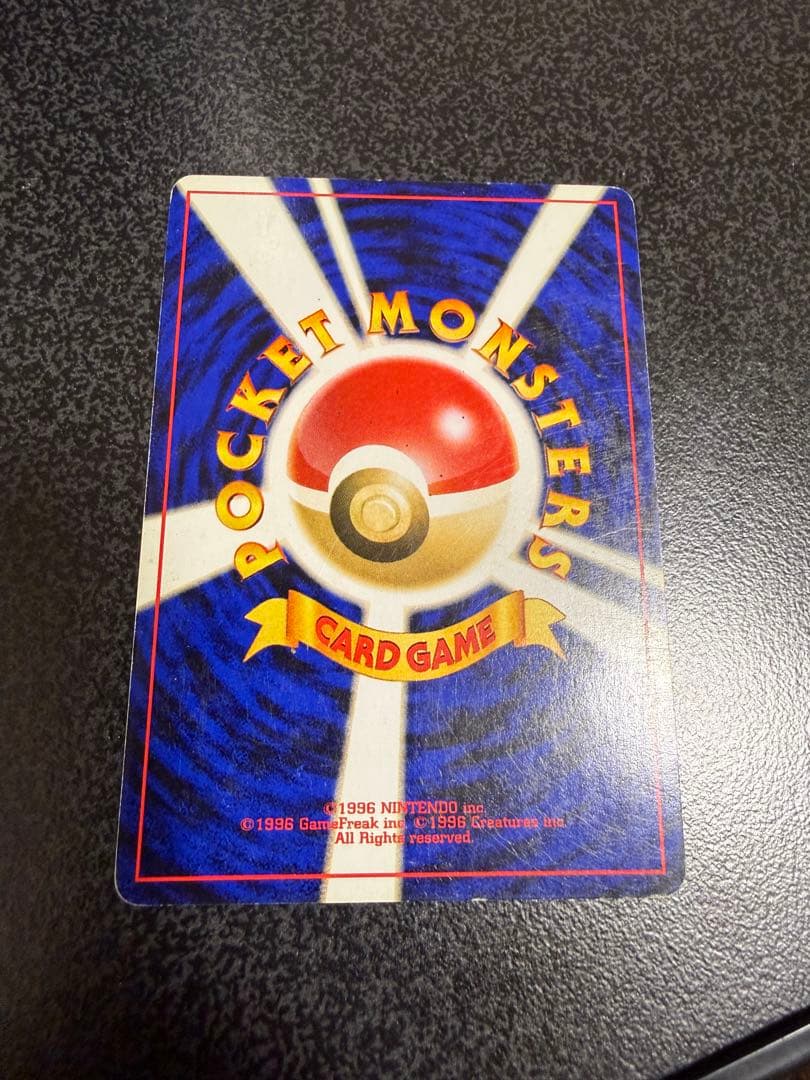 POCKET MONSTERS
CARD GAME
©1996 NINTENDO inc.
©1996 GameFreak inc. ©1996 Creatures inc.
All Rights reserved.